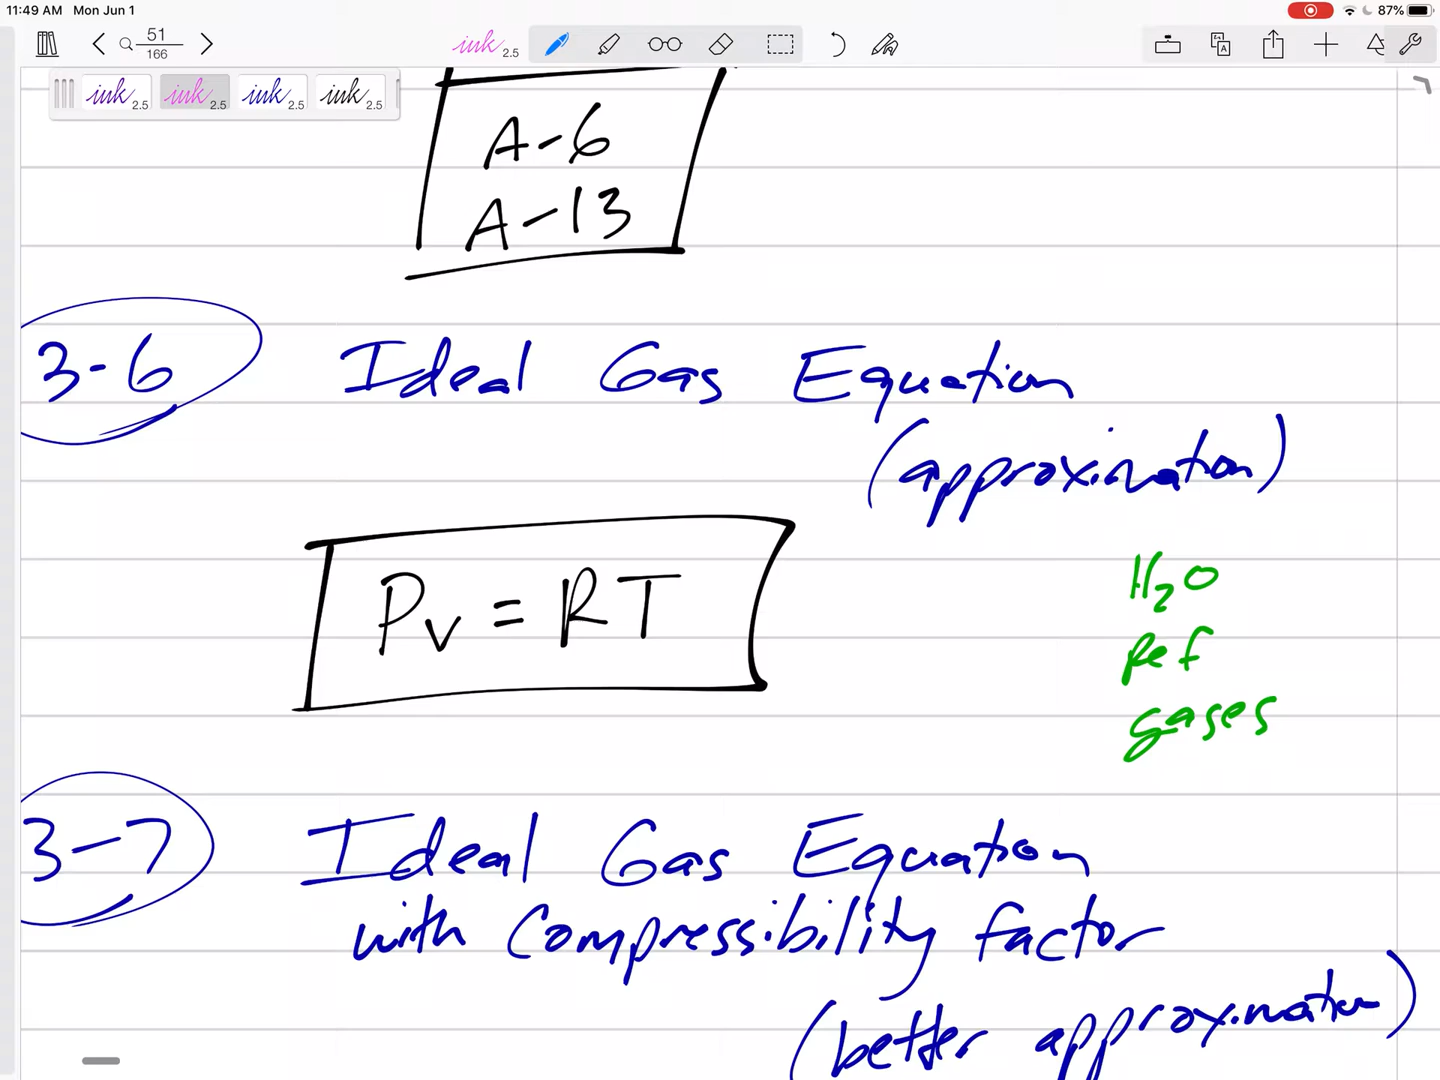 11:49 AM Mon Jun 1
87%
51
166
ink 2.5
ink 2.5
ink 2.5
ink 2.5
ink 2.5
A-6
A-13
3-6 Ideal Gas Equation
(approximation)
Pv = RT
H₂O
Ref
gases
3-7 Ideal Gas Equation
with Compressibility factor
(better approximation)